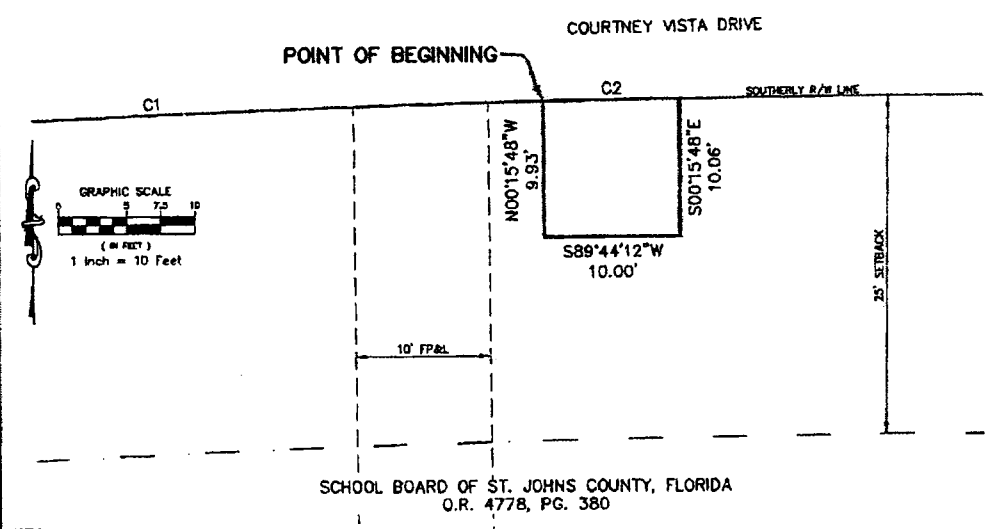 COURTNEY VISTA DRIVE
POINT OF BEGINNING
C1
C2
SOUTHERLY R/W LINE
N00°15'48"W
9.93'
S00°15'48"E
10.06'
GRAPHIC SCALE
0 5 7.5 10
( IN FEET )
1 inch = 10 Feet
S89°44'12"W
10.00'
25' SETBACK
10' FP&L
SCHOOL BOARD OF ST. JOHNS COUNTY, FLORIDA
O.R. 4778, PG. 380